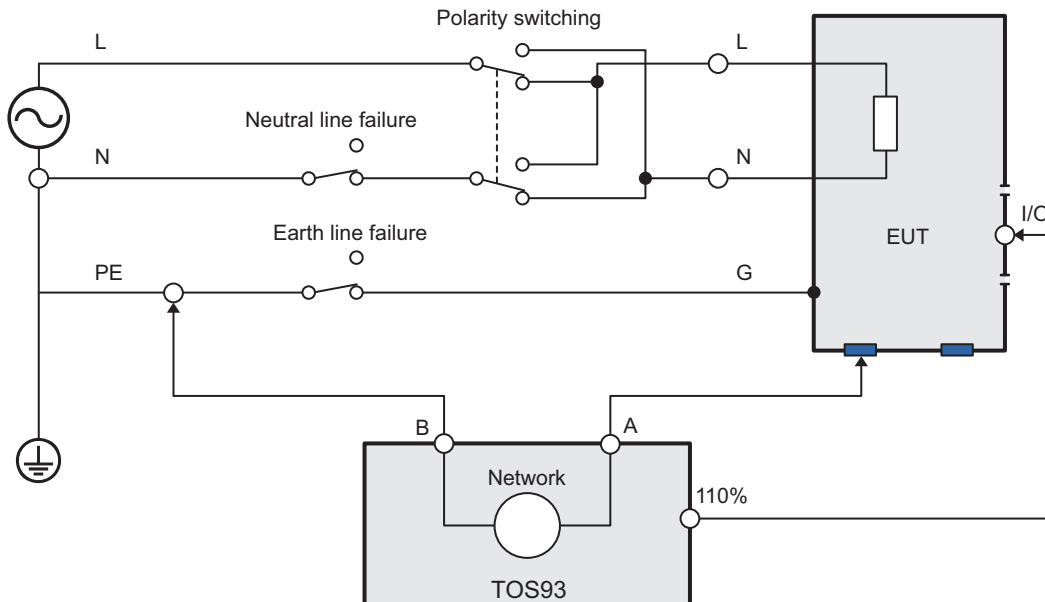 Polarity switching
L
L
Neutral line failure
N
N
Earth line failure
I/O
EUT
PE
G
B
A
Network
110%
TOS93